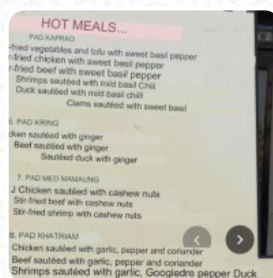 HOT MEALS...
PAD KAPRAO
-fried vegetables and tofu with sweet basil pepper
r-fried chicken with sweet basil pepper
r-fried beef with sweet basil pepper
Shrimps sautéed with mild basil Chili
Duck sautéed with mild basil chili
Clams sautéed with sweet basil
6. PAD KRING
cken sautéed with ginger
Beef sautéed with ginger
Sautéed duck with ginger
7. PAD MED MAMAUNG
J Chicken sautéed with cashew nuts
Stir-fried beef with cashew nuts
Stir-fried shrimp with cashew nuts
8. PAD KHATRIAM
Chicken sautéed with garlic, pepper and coriander
Beef sautéed with garlic, pepper and coriander
Shrimps sautéed with garlic, Googledre pepper Duck